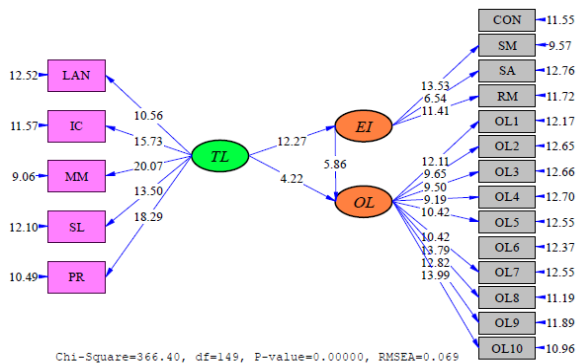 CON 11.55
12.52 LAN
SM 9.57
SA 12.76
RM 11.72
11.57 IC
OL1 12.17
9.06 MM
OL2 12.65
OL3 12.66
12.10 SL
OL4 12.70
OL5 12.55
10.49 PR
OL6 12.37
OL7 12.55
OL8 11.19
OL9 11.89
OL10 10.96
TL
EI
OL
10.56
15.73
20.07
13.50
18.29
12.27
4.22
5.86
13.53
6.54
11.41
12.11
9.65
9.50
9.19
10.42
10.42
13.79
12.82
13.99
Chi-Square=366.40, df=149, P-value=0.00000, RMSEA=0.069